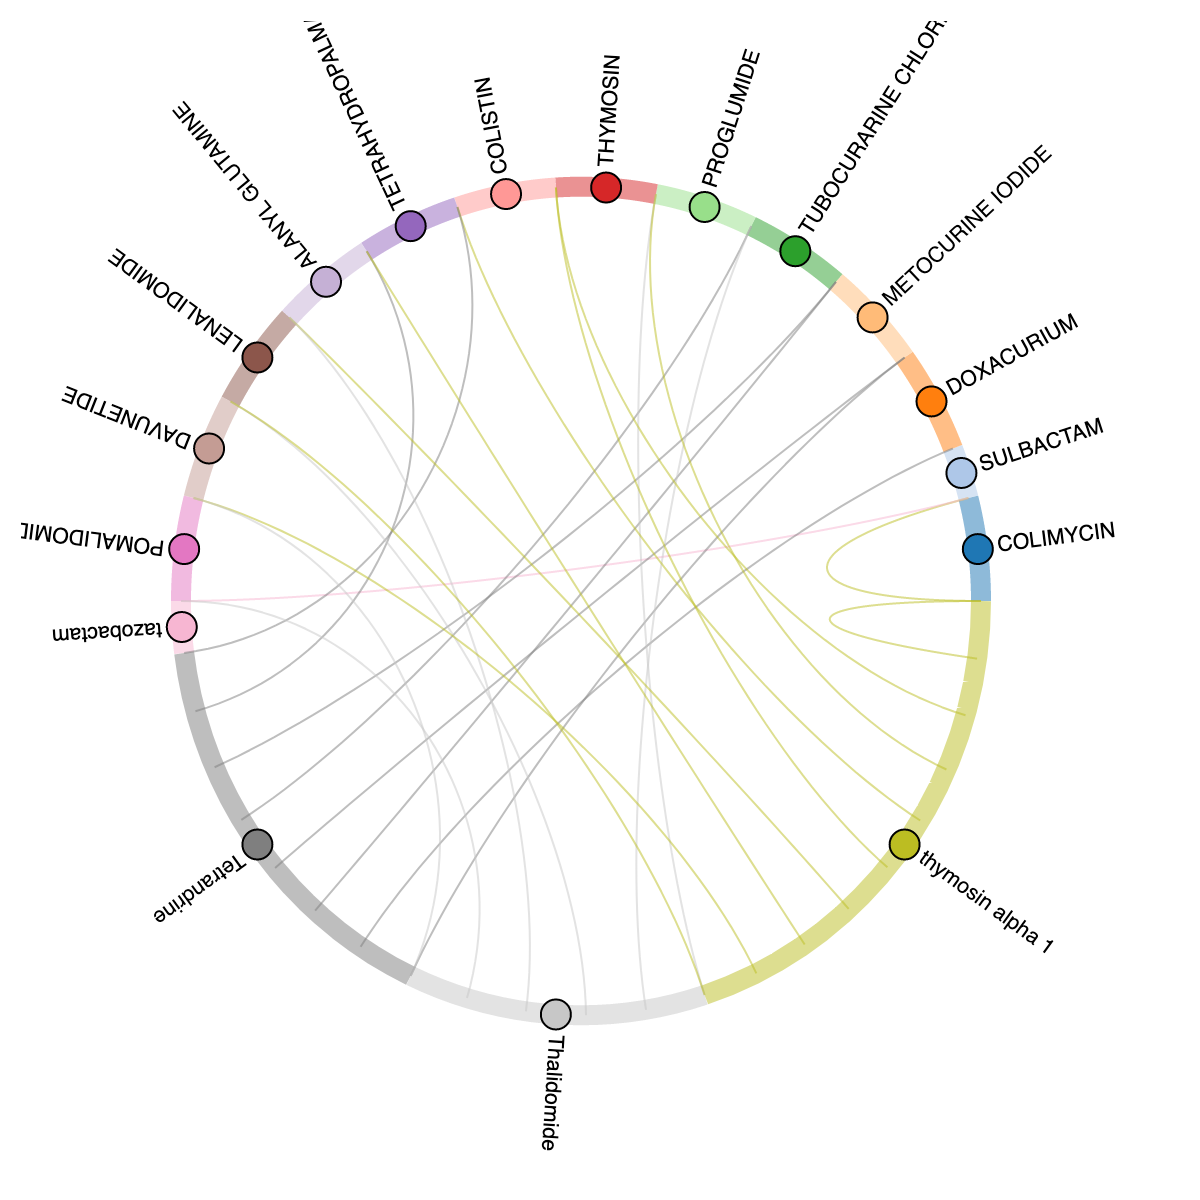 TETRAHYDROPALM
COLISTIN
THYMOSIN
PROGLUMIDE
TUBOCURARINE CHLOR
METOCURINE IODIDE
DOXACURIUM
SULBACTAM
COLIMYCIN
thymosin alpha 1
Thalidomide
Tetrandrine
tazobactam
POMALIDOMID
DAVUNETIDE
LENALIDOMIDE
ALANYL GLUTAMINE